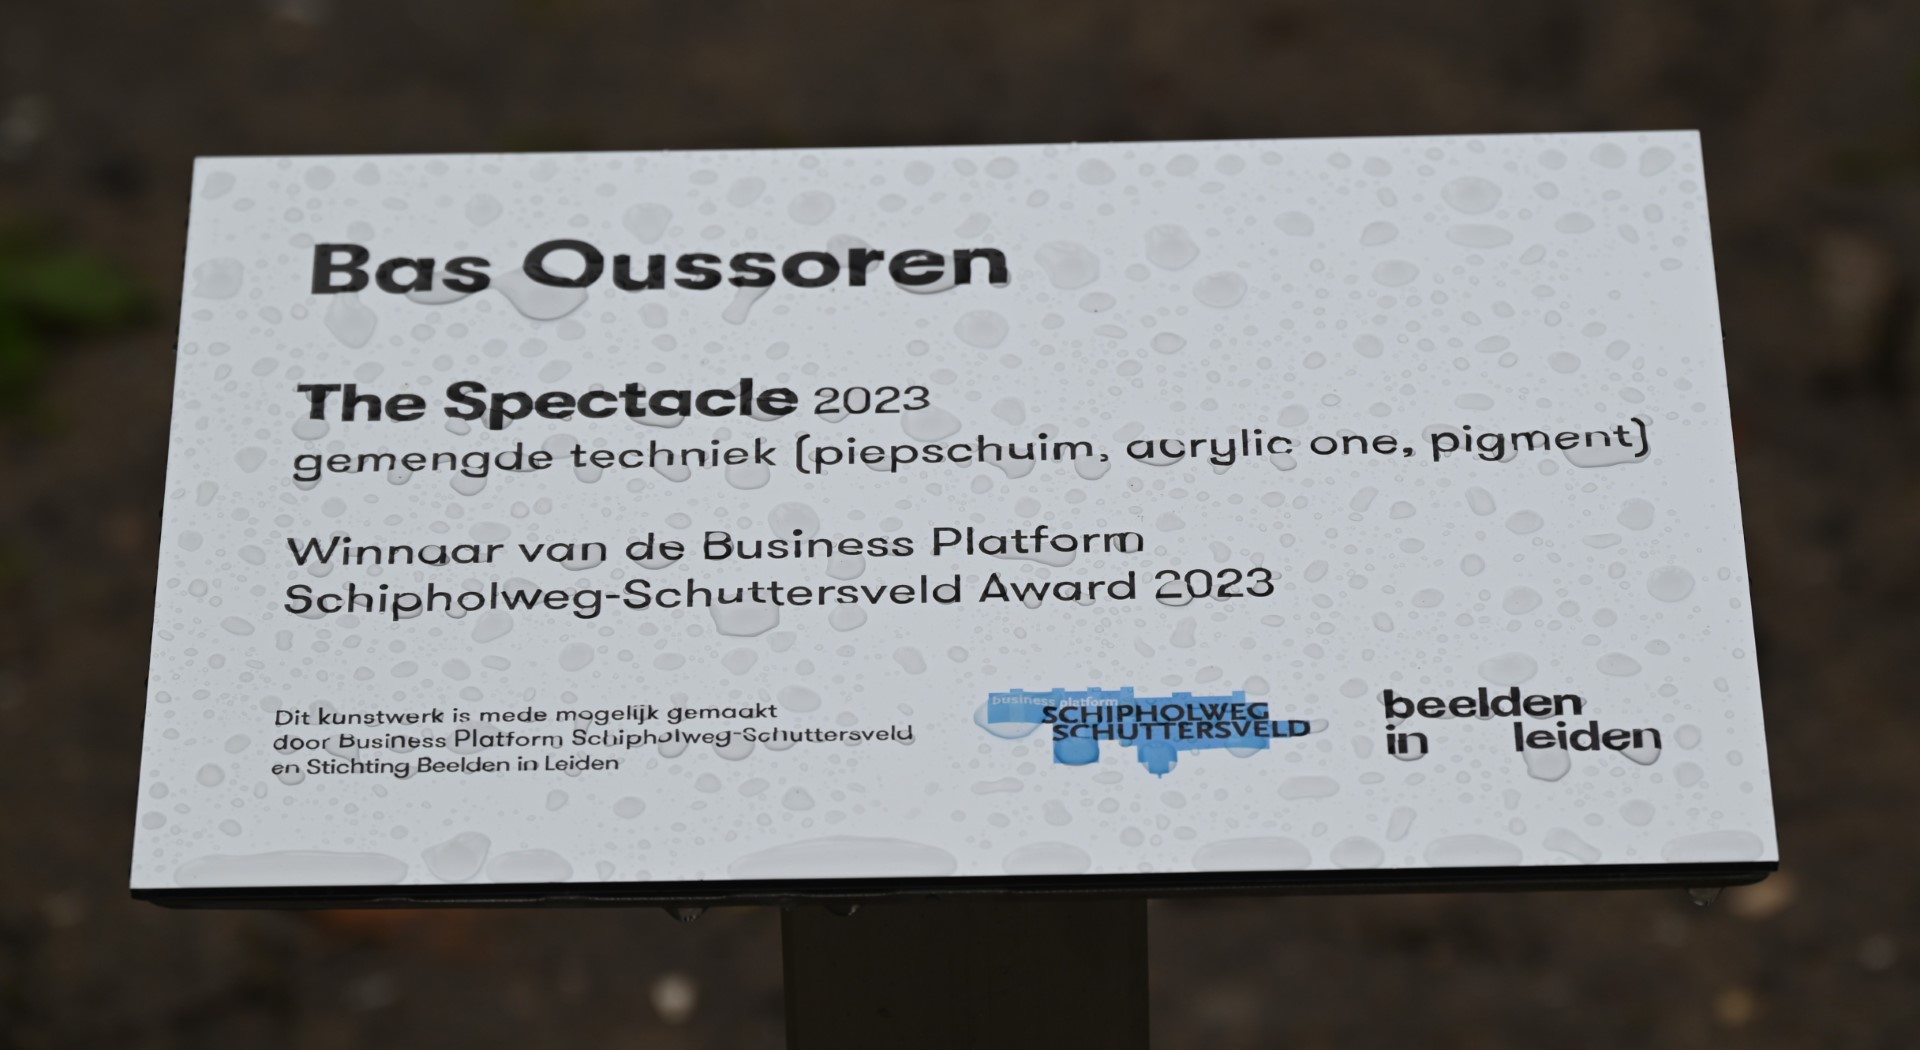 Bas Oussoren
The Spectacle 2023
gemengde techniek (piepschuim, acrylic one, pigment)
Winnaar van de Business Platform
Schipholweg-Schuttersveld Award 2023
Dit kunstwerk is mede mogelijk gemaakt
door Business Platform Schipholweg-Schuttersveld
en Stichting Beelden in Leiden
business platform
SCHIPHOLWEG
SCHUTTERSVELD
beelden
in leiden